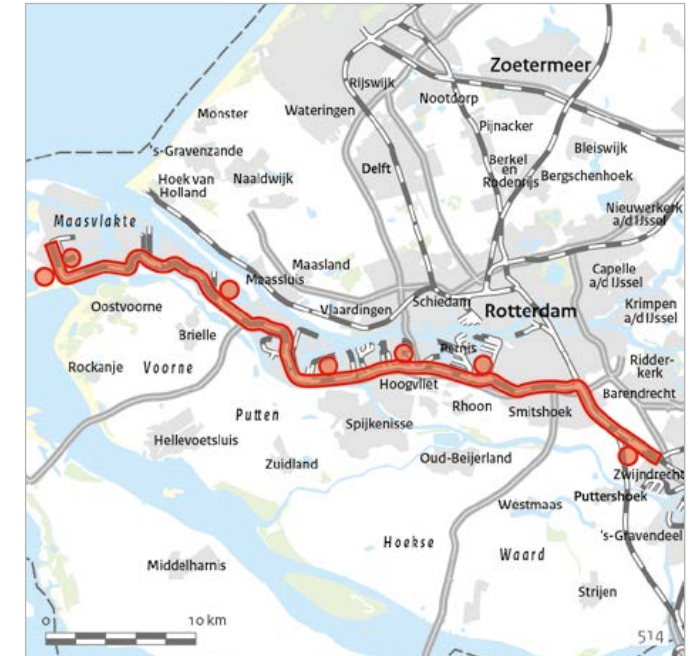 Zoetermeer
Rijswijk
Nootdorp
Wateringen
Monster
Pijnacker
Bleiswijk
's-Gravenzande
Delft
Berkel
en
Rodenrijs
Bergschenhoek
Hoek van
Holland
Naaldwijk
Nieuwerkerk
a/d IJssel
Maasvlakte
Maasland
Capelle
a/d IJssel
Maassluis
Oostvoorne
Vlaardingen
Schiedam
Rotterdam
Krimpen
a/d IJssel
Brielle
Pernis
Rockanje
Voorne
Ridder-
kerk
Hoogvliet
Barendrecht
Rhoon
Smitshoek
Putten
Spijkenisse
Hellevoetsluis
Zuidland
Oud-Beijerland
Zwijndrecht
Puttershoek
Westmaas
's-Gravendeel
Hoekse
Waard
Middelharnis
Strijen
0
10 km
514